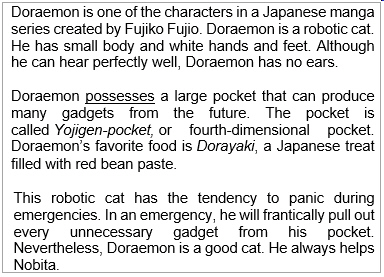 Doraemon is one of the characters in a Japanese manga
series created by Fujiko Fujio. Doraemon is a robotic cat.
He has small body and white hands and feet. Although
he can hear perfectly well, Doraemon has no ears.
Doraemon possesses a large pocket that can produce
many gadgets from the future. The pocket is
called Yojigen-pocket, or fourth-dimensional pocket.
Doraemon's favorite food is Dorayaki, a Japanese treat
filled with red bean paste.
This robotic cat has the tendency to panic during
emergencies. In an emergency, he will frantically pull out
every unnecessary gadget from his pocket.
Nevertheless, Doraemon is a good cat. He always helps
Nobita.